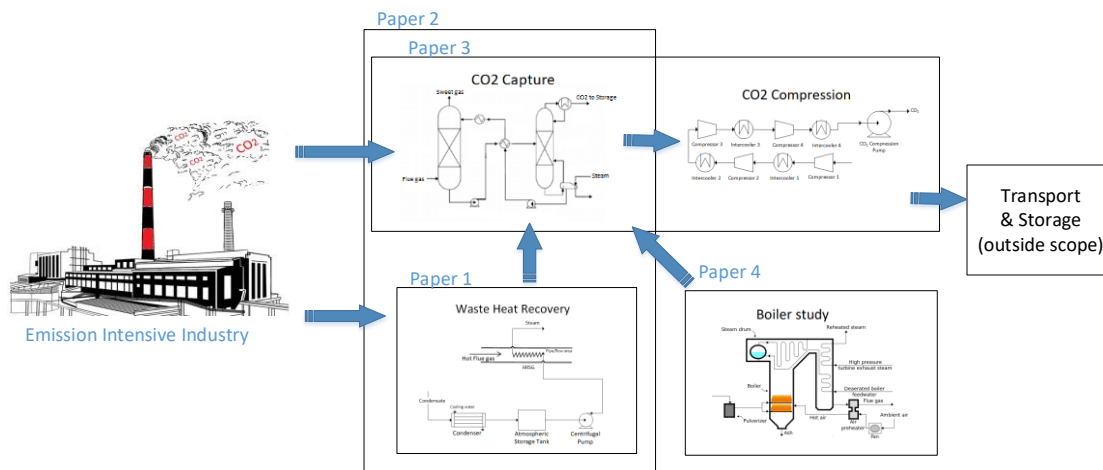 Paper 2
Paper 3
CO2 Capture
Sweet gas
CO2 to Storage
Flue gas
Steam
CO2 Compression
CO₂
Compressor 3
Intercooler 3
Compressor 4
Intercooler 4
CO₂ Compression
Pump
Intercooler 2
Compressor 2
Intercooler 1
Compressor 1
CO2
CO2
CO2
Emission Intensive Industry
Transport
& Storage
(outside scope)
Paper 1
Waste Heat Recovery
Steam
Hot Flue gas
Pipe/flow area
HRSG
Condensate
Cooling water
Condenser
Atmospheric
Storage Tank
Centrifugal
Pump
Paper 4
Boiler study
Steam drum
Reheated steam
High pressure
turbine exhaust steam
Boiler
Deaerated boiler
feedwater
Flue gas
Ambient air
Hot air
Air
preheater
Fan
Pulverizer
Ash